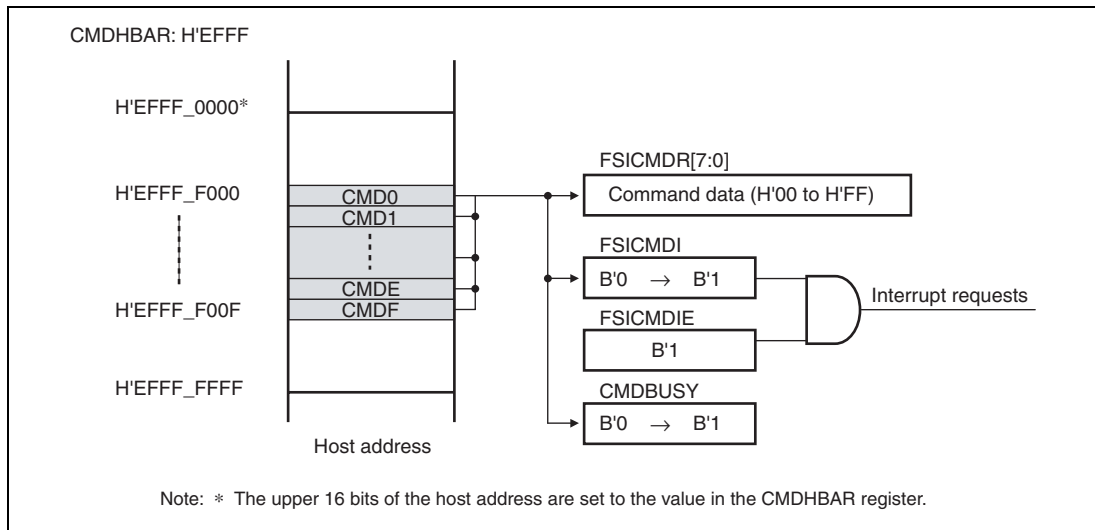 CMDHBAR: H'EFFF
H'EFFF_0000*
H'EFFF_F000
H'EFFF_F00F
H'EFFF_FFFF
CMD0
CMD1
CMDE
CMDF
Host address
FSICMDR[7:0]
Command data (H'00 to H'FF)
FSICMDI
B'0 → B'1
FSICMDIE
B'1
CMDBUSY
B'0 → B'1
Interrupt requests
Note: * The upper 16 bits of the host address are set to the value in the CMDHBAR register.